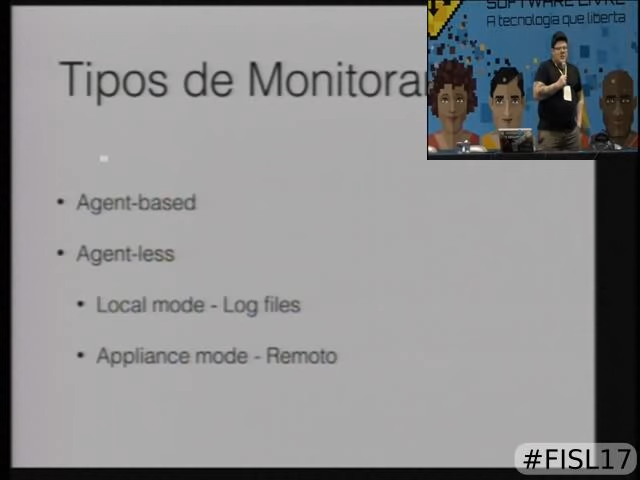 SOFTWARE LIVRE
A tecnologia que liberta
Tipos de Monitora
• Agent-based
• Agent-less
• Local mode - Log files
• Appliance mode - Remoto
#FISL17